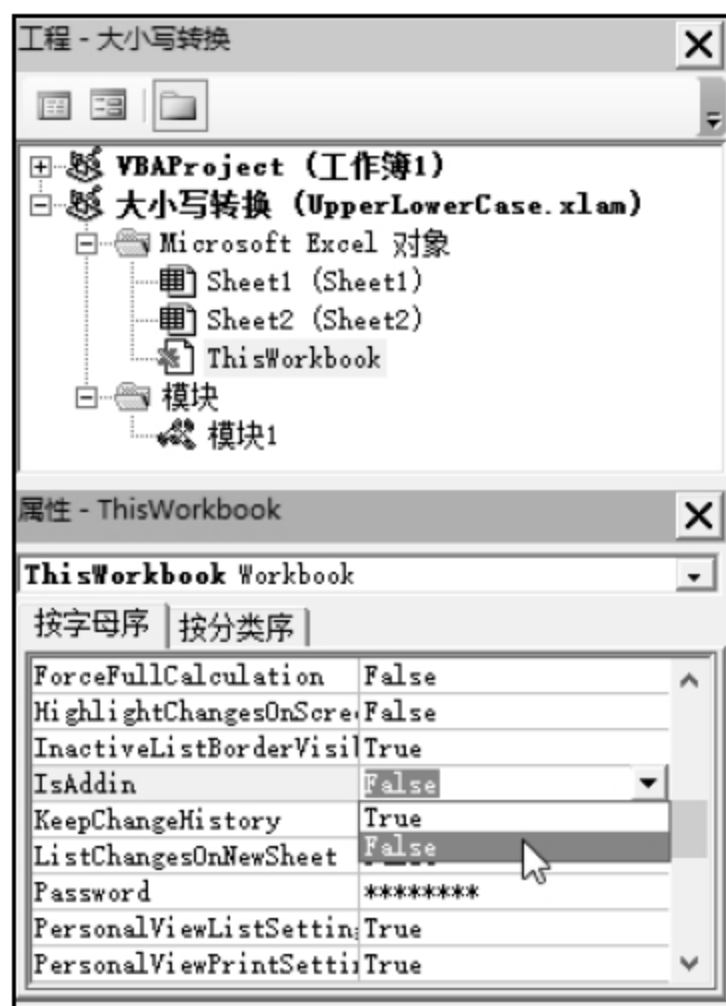 工程 - 大小写转换
VBAProject (工作簿1)
大小写转换 (UpperLowerCase.xlam)
Microsoft Excel 对象
Sheet1 (Sheet1)
Sheet2 (Sheet2)
ThisWorkbook
模块
模块1
属性 - ThisWorkbook
ThisWorkbook Workbook
按字母序 按分类序
ForceFullCalculation False
HighlightChangesOnScre False
InactiveListBorderVisil True
IsAddin False
KeepChangeHistory True
ListChangesOnNewSheet False
Password ********
PersonalViewListSettin True
PersonalViewPrintSetti True